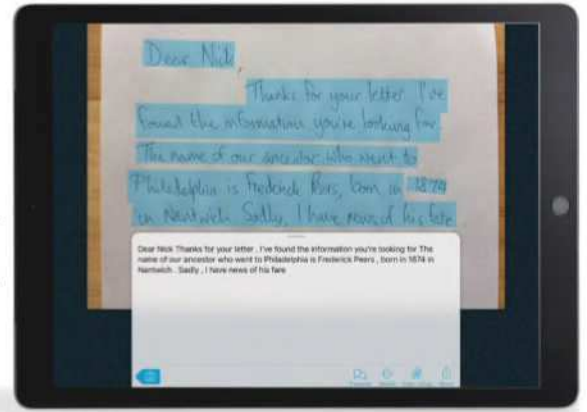 Dear Nick,
Thanks for your letter. I've
found the information you're looking for
The name of our ancestor who went to
Philadelphia is Frederick Peers, born in 1874
in Nantwich. Sadly, I have news of his fate.
Dear Nick Thanks for your letter . I've found the information you're looking for The
name of our ancestor who went to Philadelphia is Frederick Peers , born in 1874 in
Nantwich . Sadly , I have news of his fare